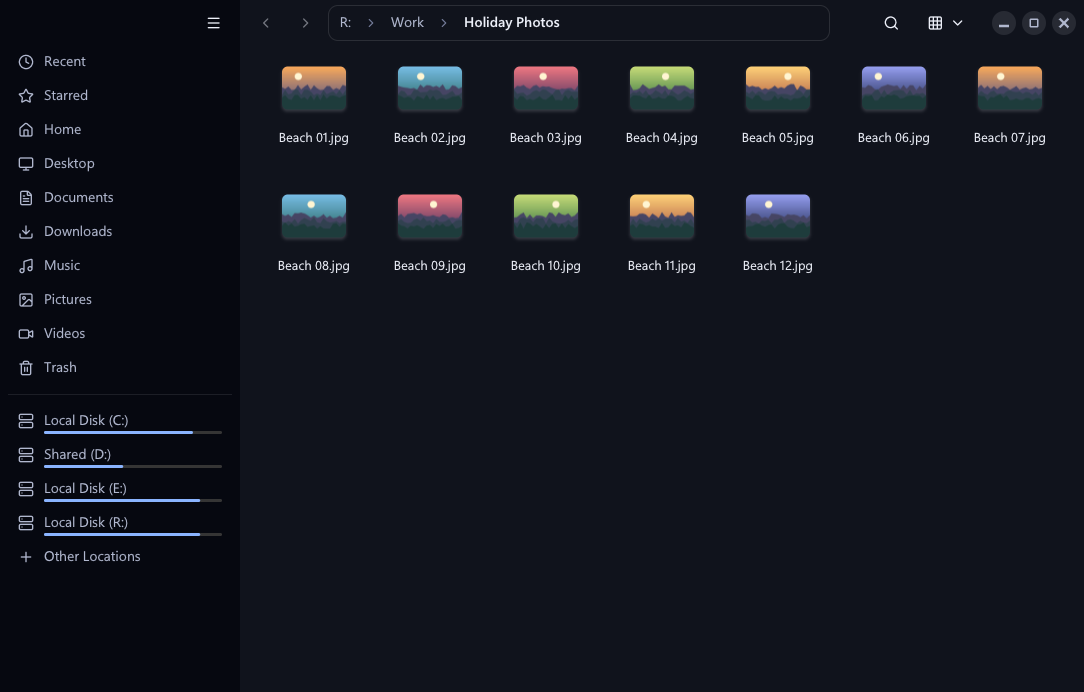 R: Work Holiday Photos
Recent
Starred
Home
Desktop
Documents
Downloads
Music
Pictures
Videos
Trash
Local Disk (C:)
Shared (D:)
Local Disk (E:)
Local Disk (R:)
Other Locations
Beach 01.jpg Beach 02.jpg Beach 03.jpg Beach 04.jpg Beach 05.jpg Beach 06.jpg Beach 07.jpg
Beach 08.jpg Beach 09.jpg Beach 10.jpg Beach 11.jpg Beach 12.jpg